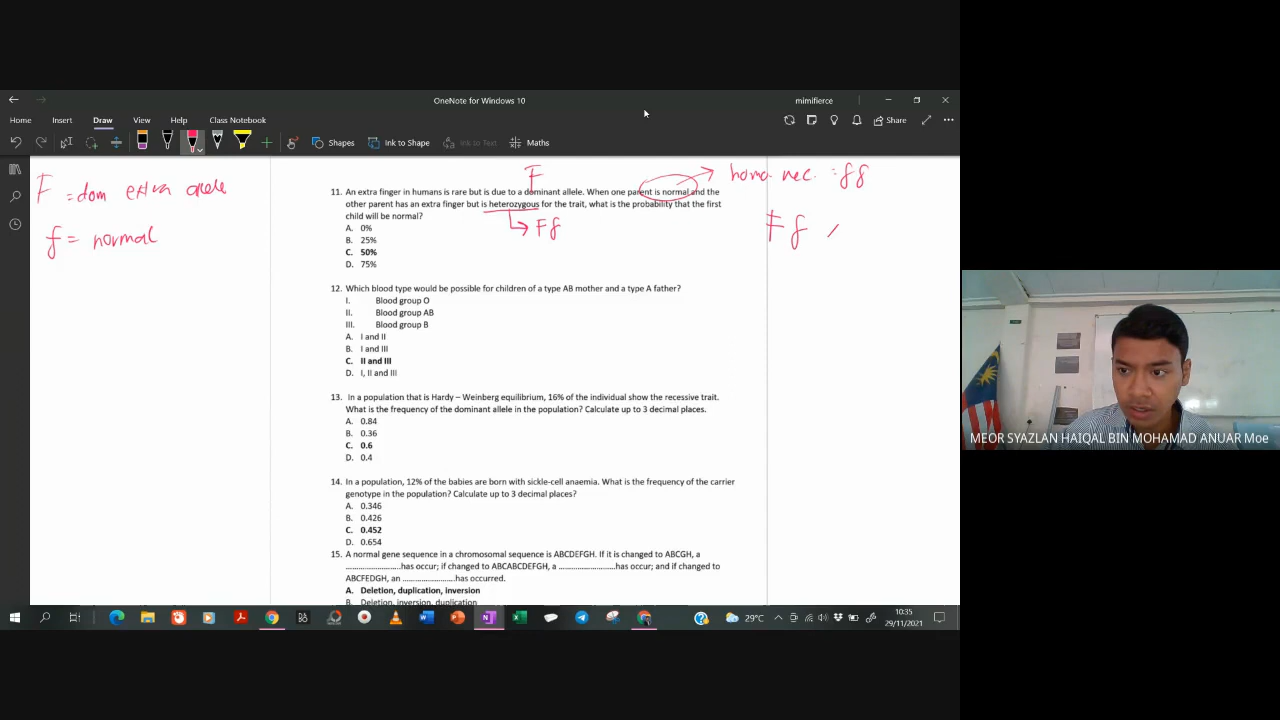 OneNote for Windows 10
mimifierce
Home Insert Draw View Help Class Notebook
Share
Shapes Ink to Shape Ink to Text Maths
F = dom extra allele
f = normal
F
homo rec. : ff
Ff
Ff
11. An extra finger in humans is rare but is due to a dominant allele. When one parent is normal and the
other parent has an extra finger but is heterozygous for the trait, what is the probability that the first
child will be normal?
A. 0%
B. 25%
C. 50%
D. 75%
12. Which blood type would be possible for children of a type AB mother and a type A father?
I. Blood group O
II. Blood group AB
III. Blood group B
A. I and II
B. I and III
C. II and III
D. I, II and III
13. In a population that is Hardy – Weinberg equilibrium, 16% of the individual show the recessive trait.
What is the frequency of the dominant allele in the population? Calculate up to 3 decimal places.
A. 0.84
B. 0.36
C. 0.6
D. 0.4
14. In a population, 12% of the babies are born with sickle-cell anaemia. What is the frequency of the carrier
genotype in the population? Calculate up to 3 decimal places?
A. 0.346
B. 0.426
C. 0.452
D. 0.654
15. A normal gene sequence in a chromosomal sequence is ABCDEFGH. If it is changed to ABCGH, a
...........................has occur; if changed to ABCABCDEFGH, a ...........................has occur; and if changed to
ABCFEDGH, an .........................has occurred.
A. Deletion, duplication, inversion
B. Deletion, inversion, duplication
MEOR SYAZLAN HAIQAL BIN MOHAMAD ANUAR Moe
29°C
10:35
29/11/2021